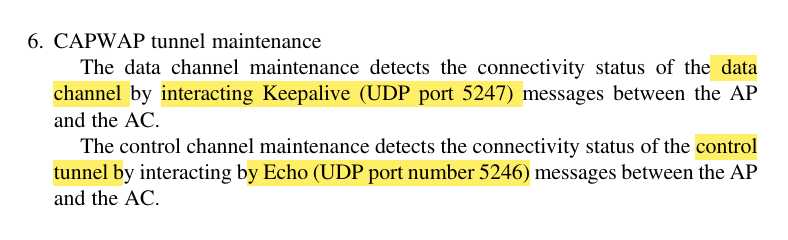 6. CAPWAP tunnel maintenance
The data channel maintenance detects the connectivity status of the data
channel by interacting Keepalive (UDP port 5247) messages between the AP
and the AC.
The control channel maintenance detects the connectivity status of the control
tunnel by interacting by Echo (UDP port number 5246) messages between the AP
and the AC.